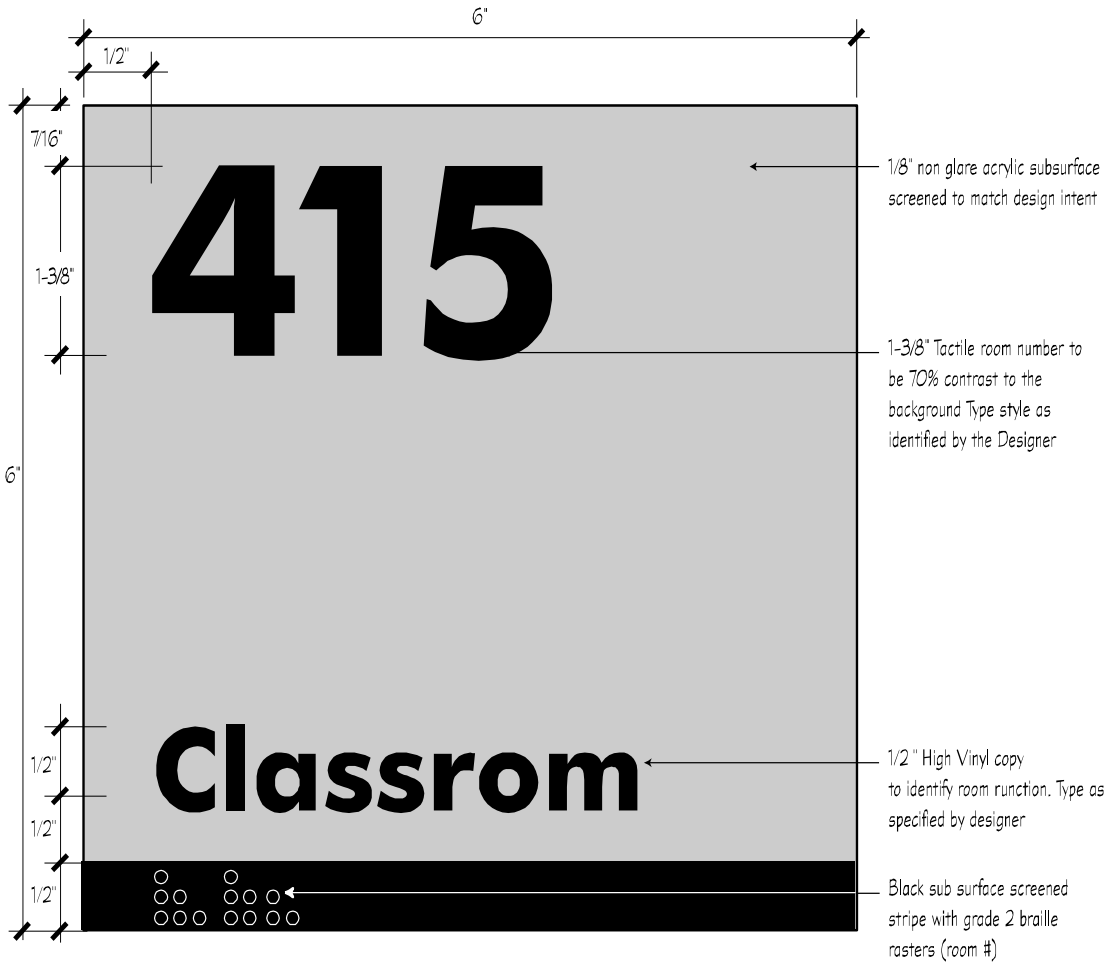 6"
1/2"
7/16"
415
1/8" non glare acrylic subsurface
screened to match design intent
1-3/8"
1-3/8" Tactile room number to
be 70% contrast to the
background Type style as
identified by the Designer
6"
Classrom
1/2"
1/2 " High Vinyl copy
to identify room runction. Type as
specified by designer
1/2"
1/2"
Black sub surface screened
stripe with grade 2 braille
rasters (room #)